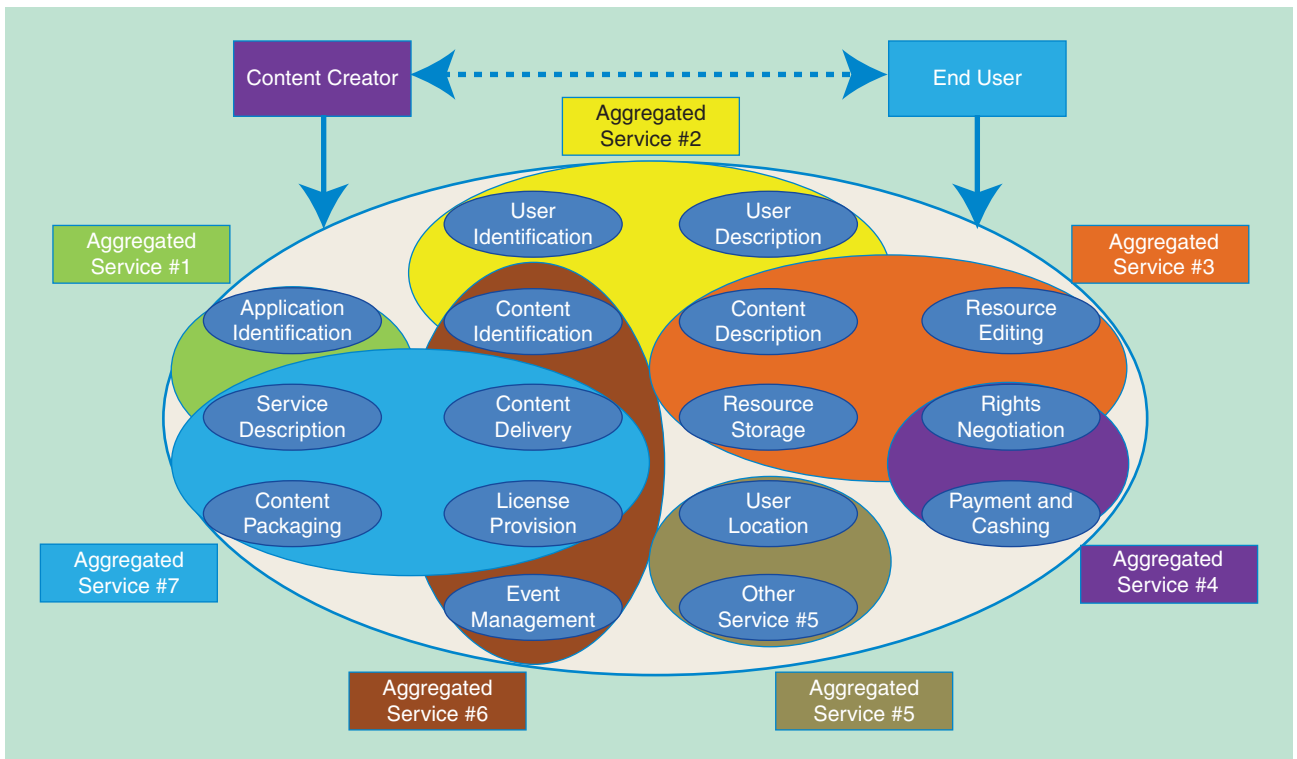 Content Creator
End User
Aggregated
Service #2
User
Identification
User
Description
Aggregated
Service #1
Aggregated
Service #3
Application
Identification
Content
Identification
Content
Description
Resource
Editing
Service
Description
Content
Delivery
Resource
Storage
Rights
Negotiation
Content
Packaging
License
Provision
User
Location
Payment and
Cashing
Aggregated
Service #7
Aggregated
Service #4
Event
Management
Other
Service #5
Aggregated
Service #6
Aggregated
Service #5